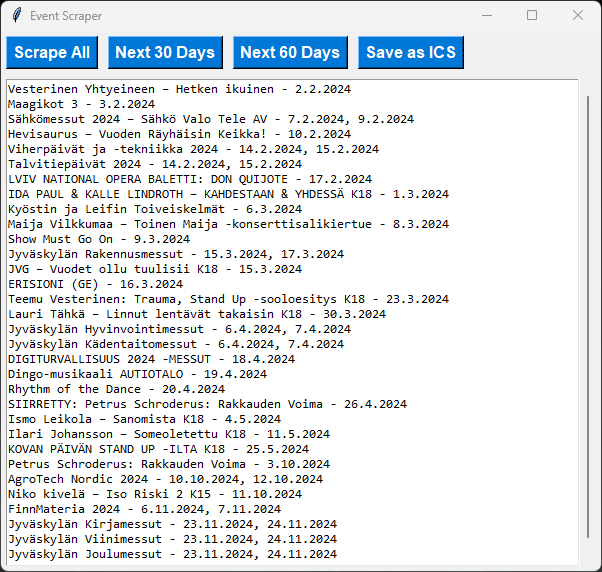 Event Scraper
Scrape All
Next 30 Days
Next 60 Days
Save as ICS
Vesterinen Yhtyeineen – Hetken ikuinen - 2.2.2024
Maagikot 3 - 3.2.2024
Sähkömessut 2024 – Sähkö Valo Tele AV - 7.2.2024, 9.2.2024
Hevisaurus – Vuoden Räyhäisin Keikka! - 10.2.2024
Viherpäivät ja -tekniikka 2024 - 14.2.2024, 15.2.2024
Talvitiepäivät 2024 - 14.2.2024, 15.2.2024
LVIV NATIONAL OPERA BALETTI: DON QUIJOTE - 17.2.2024
IDA PAUL & KALLE LINDROTH – KAHDESTAAN & YHDESSÄ K18 - 1.3.2024
Kyöstin ja Leifin Toiveiskelmät - 6.3.2024
Maija Vilkkumaa – Toinen Maija -konserttisalikiertue - 8.3.2024
Show Must Go On - 9.3.2024
Jyväskylän Rakennusmessut - 15.3.2024, 17.3.2024
JVG – Vuodet ollu tuulisii K18 - 15.3.2024
ERISIONI (GE) - 16.3.2024
Teemu Vesterinen: Trauma, Stand Up -sooloesitys K18 - 23.3.2024
Lauri Tähkä – Linnut lentävät takaisin K18 - 30.3.2024
Jyväskylän Hyvinvointimessut - 6.4.2024, 7.4.2024
Jyväskylän Kädentaitomessut - 6.4.2024, 7.4.2024
DIGITURVALLISUUS 2024 -MESSUT - 18.4.2024
Dingo-musikaali AUTIOTALO - 19.4.2024
Rhythm of the Dance - 20.4.2024
SIIRRETTY: Petrus Schroderus: Rakkauden Voima - 26.4.2024
Ismo Leikola – Sanomista K18 - 4.5.2024
Ilari Johansson – Someoletettu K18 - 11.5.2024
KOVAN PÄIVÄN STAND UP -ILTA K18 - 25.5.2024
Petrus Schroderus: Rakkauden Voima - 3.10.2024
AgroTech Nordic 2024 - 10.10.2024, 12.10.2024
Niko kivelä – Iso Riski 2 K15 - 11.10.2024
FinnMateria 2024 - 6.11.2024, 7.11.2024
Jyväskylän Kirjamessut - 23.11.2024, 24.11.2024
Jyväskylän Viinimessut - 23.11.2024, 24.11.2024
Jyväskylän Joulumessut - 23.11.2024, 24.11.2024